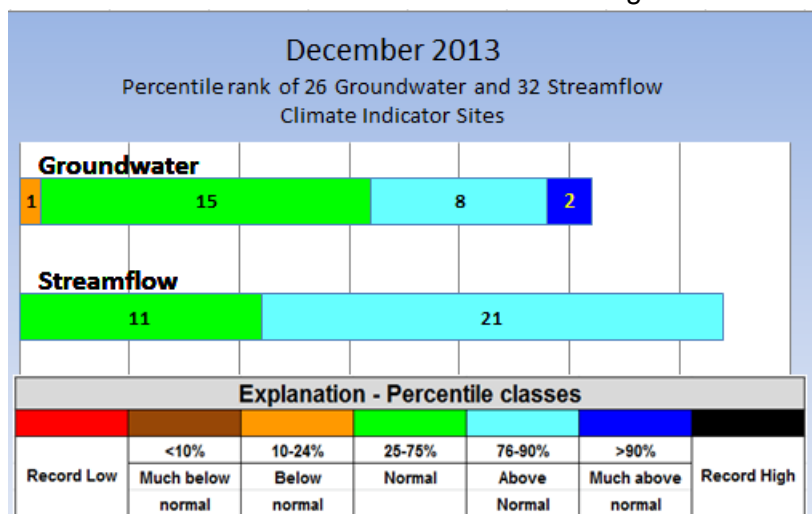 December 2013
Percentile rank of 26 Groundwater and 32 Streamflow
Climate Indicator Sites
Groundwater
1 15 8 2
Streamflow
11 21
Explanation - Percentile classes
<10% 10-24% 25-75% 76-90% >90%
Record Low Much below Below Normal Above Much above Record High
normal normal Normal normal